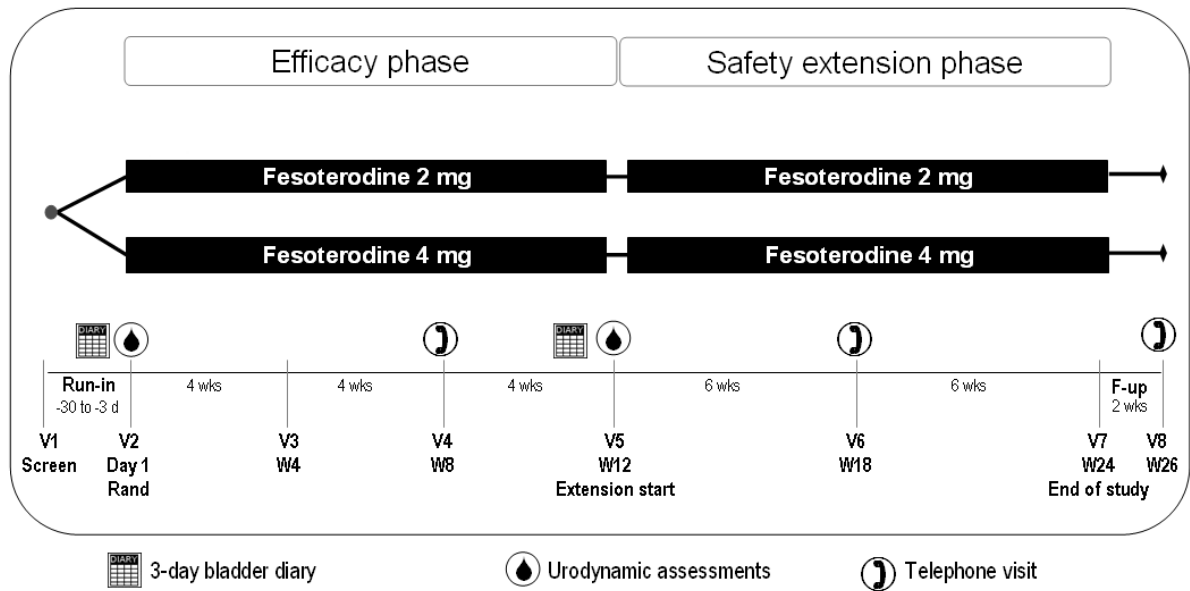 Efficacy phase
Safety extension phase
Fesoterodine 2 mg
Fesoterodine 2 mg
Fesoterodine 4 mg
Fesoterodine 4 mg
DIARY
DIARY
Run-in
-30 to -3 d
4 wks
4 wks
4 wks
6 wks
6 wks
F-up
2 wks
V1
Screen
V2
Day 1
Rand
V3
W4
V4
W8
V5
W12
Extension start
V6
W18
V7
W24
End of study
V8
W26
DIARY
3-day bladder diary
Urodynamic assessments
Telephone visit